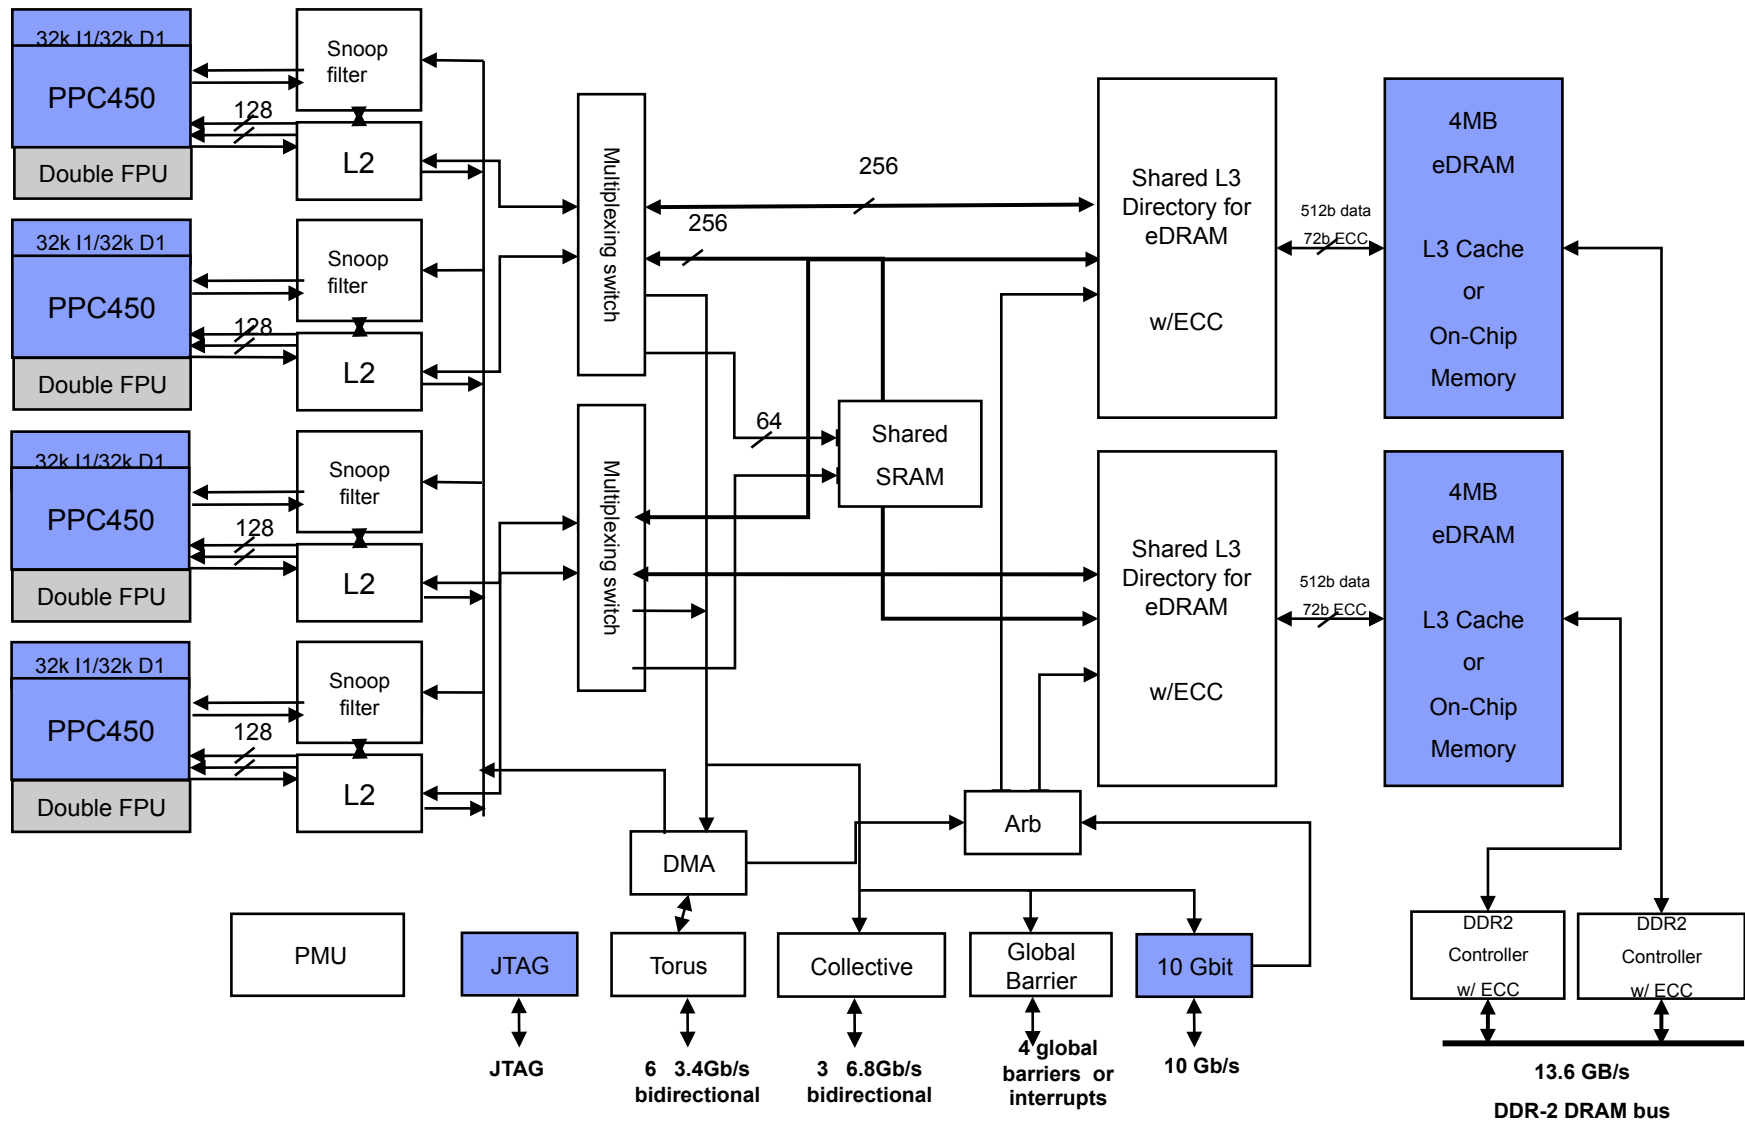 32k I1/32k D1
PPC450
Double FPU
Snoop
filter
128
L2
32k I1/32k D1
PPC450
Double FPU
Snoop
filter
128
L2
32k I1/32k D1
PPC450
Double FPU
Snoop
filter
128
L2
32k I1/32k D1
PPC450
Double FPU
Snoop
filter
128
L2
Multiplexing switch
Multiplexing switch
256
256
64
Shared
SRAM
Shared L3
Directory for
eDRAM
w/ECC
512b data
72b ECC
4MB
eDRAM
L3 Cache
or
On-Chip
Memory
Shared L3
Directory for
eDRAM
w/ECC
512b data
72b ECC
4MB
eDRAM
L3 Cache
or
On-Chip
Memory
Arb
DMA
PMU
JTAG
Torus
Collective
Global
Barrier
10 Gbit
DDR2
Controller
w/ ECC
DDR2
Controller
w/ ECC
JTAG
6 3.4Gb/s
bidirectional
3 6.8Gb/s
bidirectional
4 global
barriers or
interrupts
10 Gb/s
13.6 GB/s
DDR-2 DRAM bus